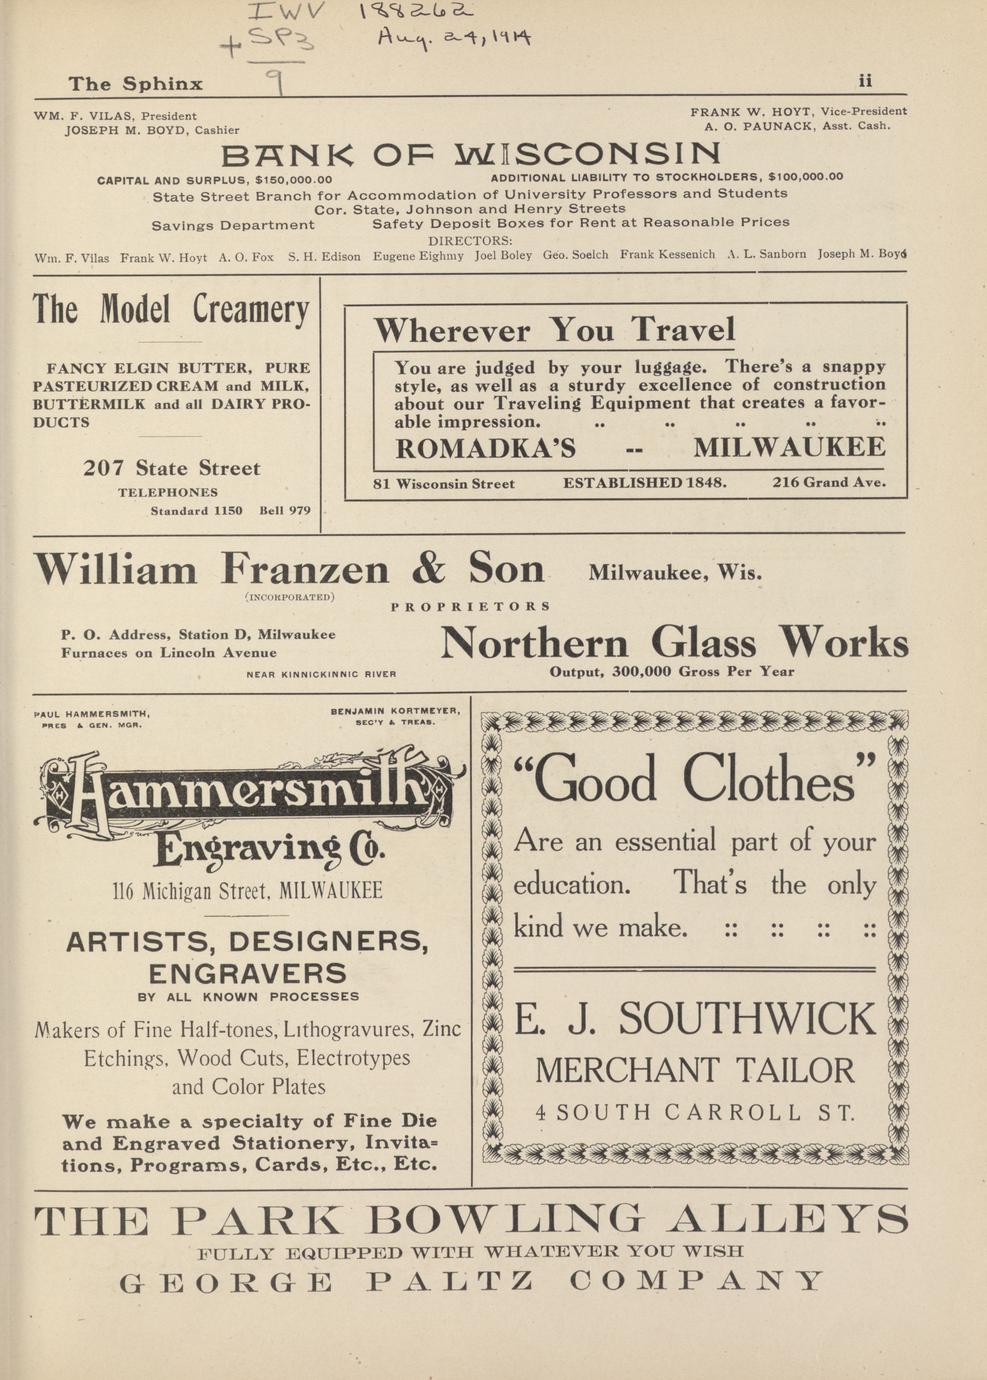 IWV 188262
+SP3 Aug. 24, 1914
9
The Sphinx ii
WM. F. VILAS, President
JOSEPH M. BOYD, Cashier
FRANK W. HOYT, Vice-President
A. O. PAUNACK, Asst. Cash.
BANK OF WISCONSIN
CAPITAL AND SURPLUS, $150,000.00 ADDITIONAL LIABILITY TO STOCKHOLDERS, $100,000.00
State Street Branch for Accommodation of University Professors and Students
Cor. State, Johnson and Henry Streets
Savings Department Safety Deposit Boxes for Rent at Reasonable Prices
DIRECTORS:
Wm. F. Vilas Frank W. Hoyt A. O. Fox S. H. Edison Eugene Eighmy Joel Boley Geo. Soelch Frank Kessenich A. L. Sanborn Joseph M. Boyd
The Model Creamery
FANCY ELGIN BUTTER, PURE
PASTEURIZED CREAM and MILK,
BUTTERMILK and all DAIRY PRO-
DUCTS
207 State Street
TELEPHONES
Standard 1150 Bell 979
Wherever You Travel
You are judged by your luggage. There's a snappy
style, as well as a sturdy excellence of construction
about our Traveling Equipment that creates a favor-
able impression. .. .. .. .. ..
ROMADKA'S -- MILWAUKEE
81 Wisconsin Street ESTABLISHED 1848. 216 Grand Ave.
William Franzen & Son Milwaukee, Wis.
(INCORPORATED)
PROPRIETORS
P. O. Address, Station D, Milwaukee
Furnaces on Lincoln Avenue
NEAR KINNICKINNIC RIVER
Northern Glass Works
Output, 300,000 Gross Per Year
PAUL HAMMERSMITH,
PRES & GEN. MGR.
BENJAMIN KORTMEYER,
SEC'Y & TREAS.
Hammersmith
Engraving Co.
116 Michigan Street, MILWAUKEE
ARTISTS, DESIGNERS,
ENGRAVERS
BY ALL KNOWN PROCESSES
Makers of Fine Half-tones, Lithogravures, Zinc
Etchings, Wood Cuts, Electrotypes
and Color Plates
We make a specialty of Fine Die
and Engraved Stationery, Invita=
tions, Programs, Cards, Etc., Etc.
"Good Clothes"
Are an essential part of your
education. That's the only
kind we make. :: :: :: ::
E. J. SOUTHWICK
MERCHANT TAILOR
4 SOUTH CARROLL ST.
THE PARK BOWLING ALLEYS
FULLY EQUIPPED WITH WHATEVER YOU WISH
GEORGE PALTZ COMPANY